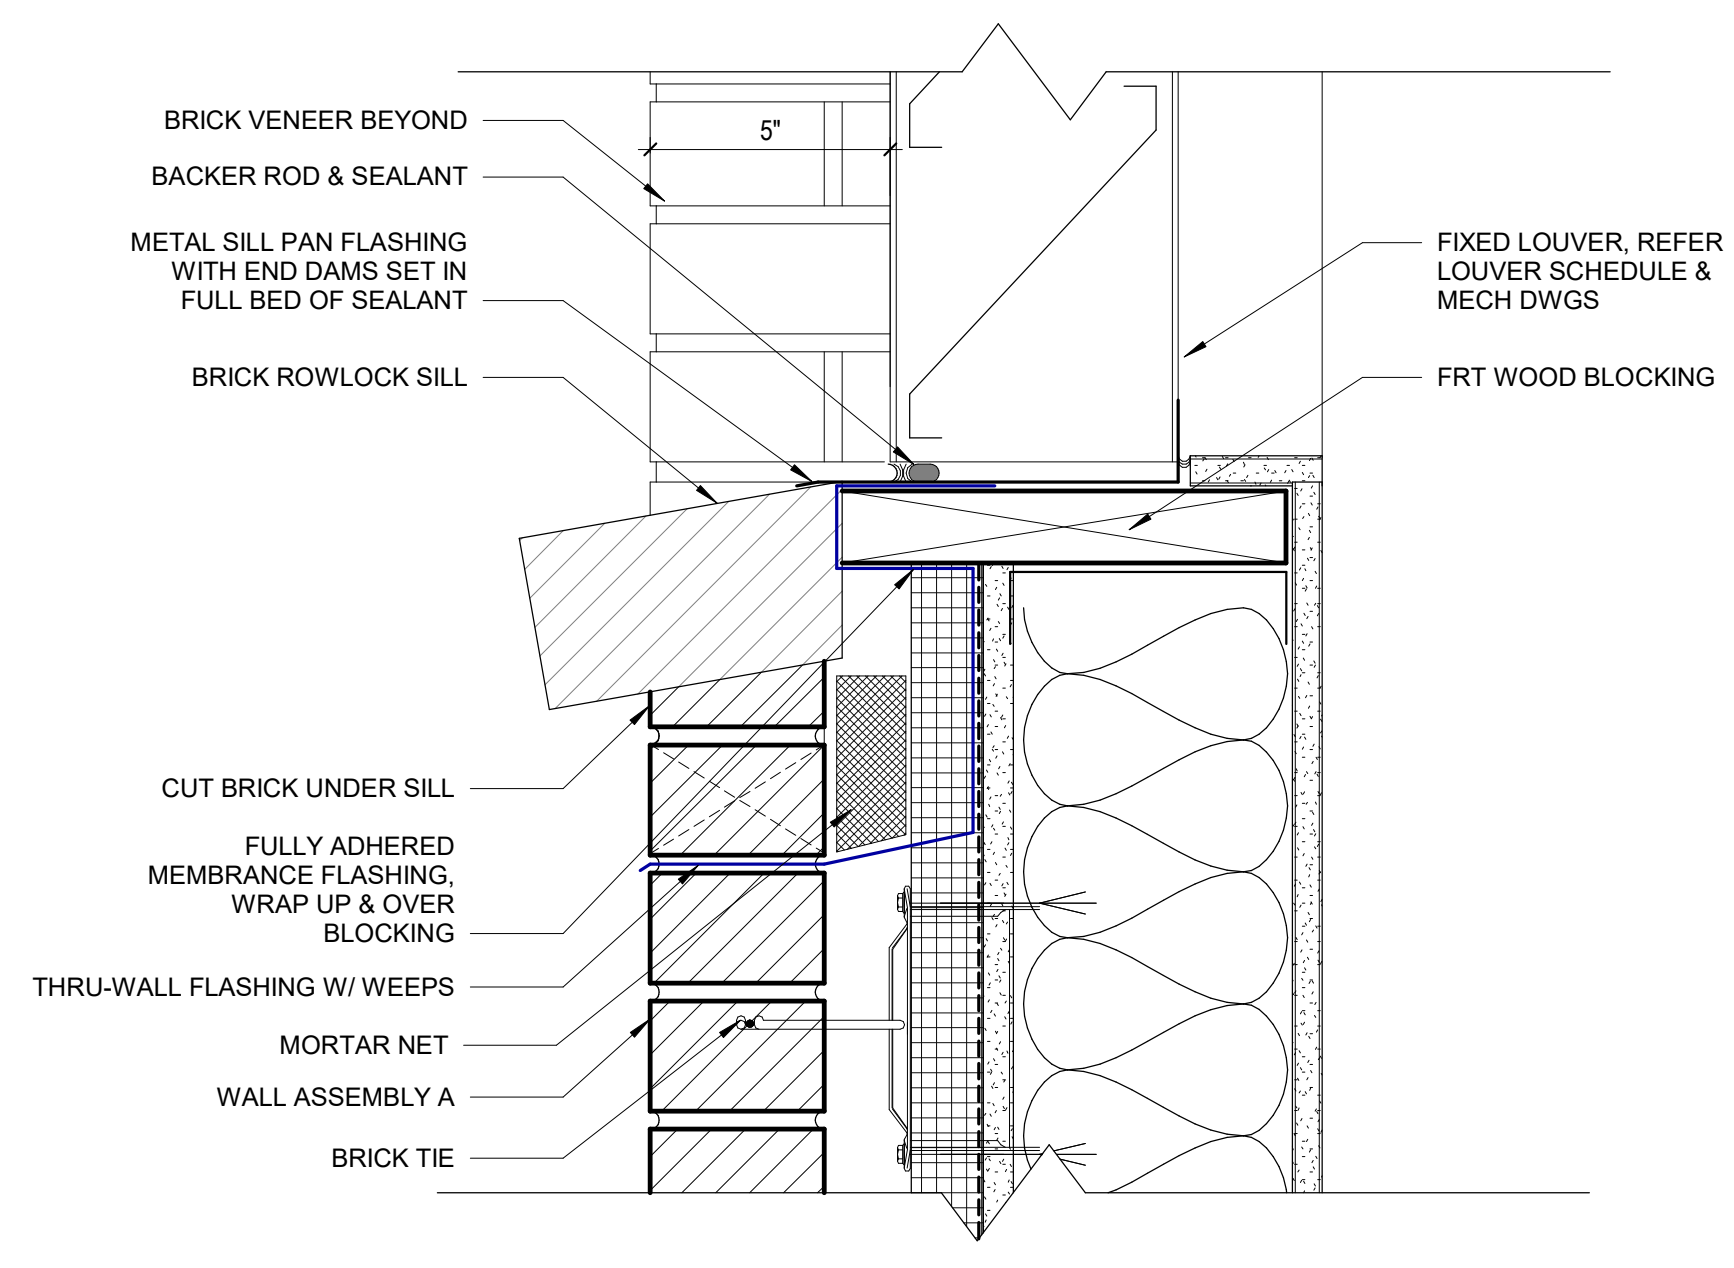 BRICK VENEER BEYOND
5"
BACKER ROD & SEALANT
METAL SILL PAN FLASHING
WITH END DAMS SET IN
FULL BED OF SEALANT
BRICK ROWLOCK SILL
FIXED LOUVER, REFER
LOUVER SCHEDULE &
MECH DWGS
FRT WOOD BLOCKING
CUT BRICK UNDER SILL
FULLY ADHERED
MEMBRANCE FLASHING,
WRAP UP & OVER
BLOCKING
THRU-WALL FLASHING W/ WEEPS
MORTAR NET
WALL ASSEMBLY A
BRICK TIE